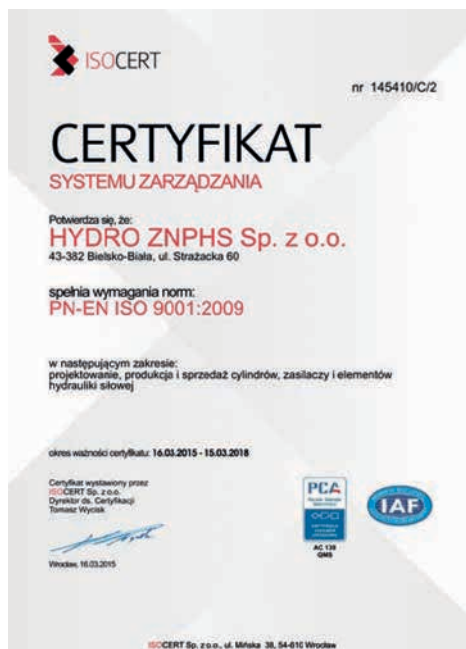 ISOCERT
nr 145410/C/2
CERTYFIKAT
SYSTEMU ZARZĄDZANIA
Potwierdza się, że:
HYDRO ZNPHS Sp. z o.o.
43-382 Bielsko-Biała, ul. Strażacka 60
spełnia wymagania norm:
PN-EN ISO 9001:2009
w następującym zakresie:
projektowanie, produkcja i sprzedaż cylindrów, zasilaczy i elementów
hydrauliki siłowej
okres ważności certyfikatu: 16.03.2015 - 15.03.2018
Certyfikat wystawiony przez
ISOCERT Sp. z o.o.
Dyrektor ds. Certyfikacji
Tomasz Wycisk
Wrocław, 16.03.2015
PCA
IAF
AC 139
QMS
ISOCERT Sp. z o.o., ul. Mińska 38, 54-610 Wrocław